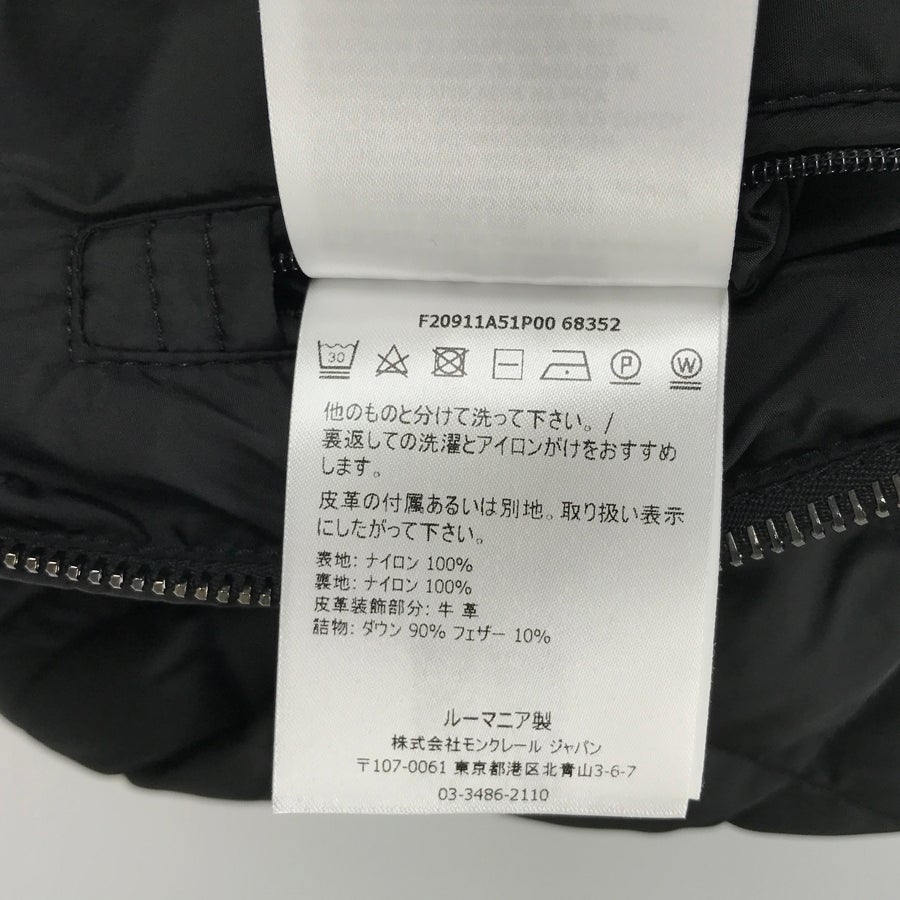 F20911A51P00 68352
30
P
W
他のものと分けて洗って下さい。/
裏返しての洗濯とアイロンがけをおすすめ
します。
皮革の付属あるいは別地。取り扱い表示
にしたがって下さい。
表地: ナイロン 100%
裏地: ナイロン 100%
皮革装飾部分: 牛 革
詰物: ダウン 90% フェザー 10%
ルーマニア製
株式会社モンクレール ジャパン
〒107-0061 東京都港区北青山3-6-7
03-3486-2110